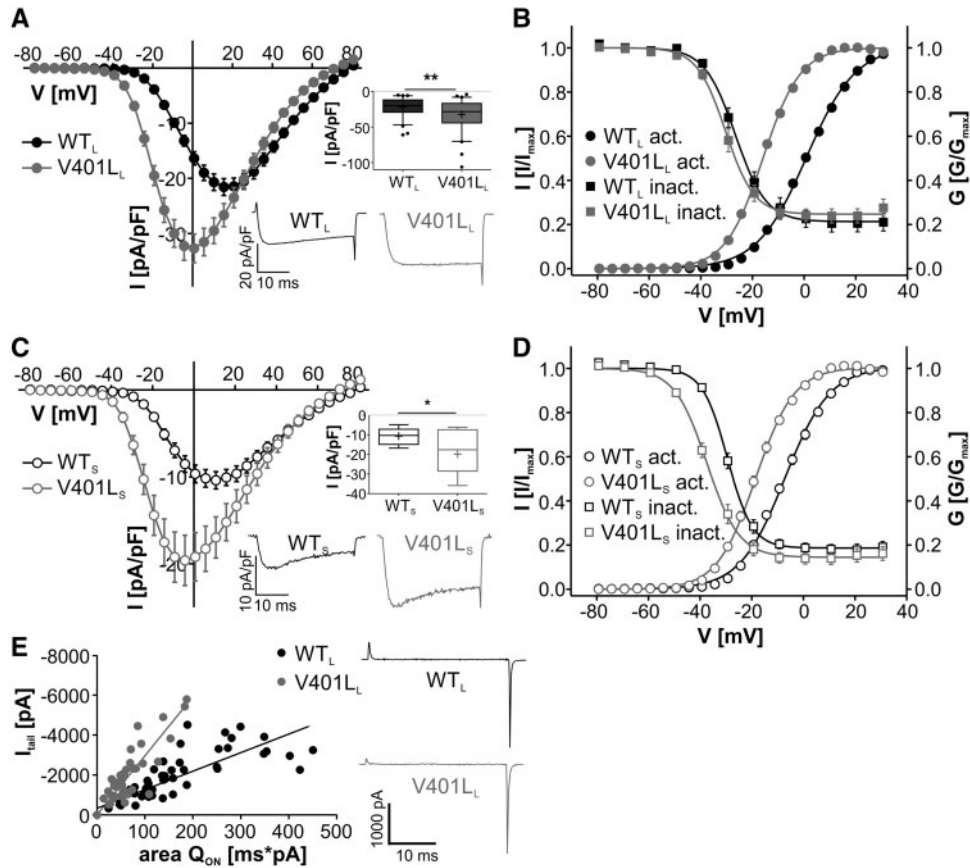 A
-80 -60 -40 -20 0 20 40 60 80
V [mV]
-10
-20
-30
I [pA/pF]
WT_L
V401L_L
**
I [pA/pF]
0
-50
-100
WT_L V401L_L
WT_L
V401L_L
20 pA/pF
10 ms
B
I [I/I_max.]
1.0
0.8
0.6
0.4
0.2
0.0
WT_L act.
V401L_L act.
WT_L inact.
V401L_L inact.
1.0
0.8
0.6
0.4
0.2
0.0
G [G/G_max.]
-80 -60 -40 -20 0 20 40
V [mV]
C
-80 -60 -40 -20 0 20 40 60 80
V [mV]
-10
-20
I [pA/pF]
WT_S
V401L_S
*
I [pA/pF]
0
-10
-20
-30
-40
WT_S V401L_S
WT_S
V401L_S
10 pA/pF
10 ms
D
I [I/I_max.]
1.0
0.8
0.6
0.4
0.2
0.0
WT_S act.
V401L_S act.
WT_S inact.
V401L_S inact.
1.0
0.8
0.6
0.4
0.2
0.0
G [G/G_max.]
-80 -60 -40 -20 0 20 40
V [mV]
E
I_tail [pA]
-8000
-6000
-4000
-2000
0
WT_L
V401L_L
0 100 200 300 400 500
area Q_ON [ms*pA]
WT_L
V401L_L
1000 pA
10 ms